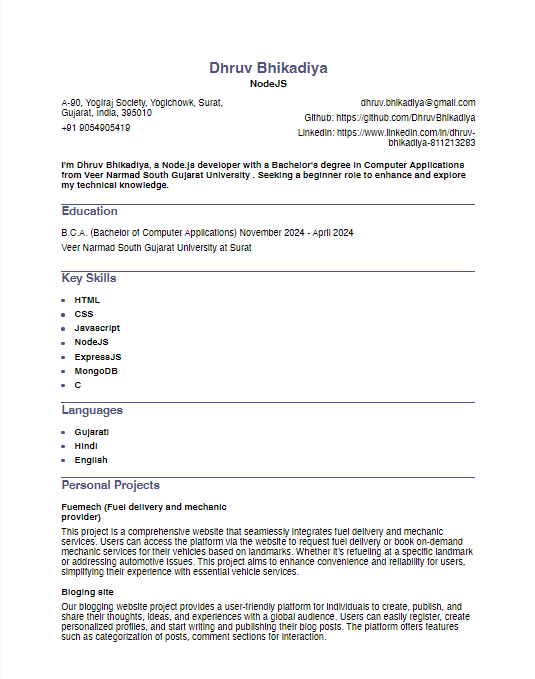 Dhruv Bhikadiya
NodeJS
A-90, Yogiraj Society, Yogichowk, Surat,
Gujarat, India, 395010
+91 9054905419
dhruv.bhikadiya@gmail.com
Github: https://github.com/DhruvBhikadiya
Linkedin: https://www.linkedin.com/in/dhruv-
bhikadiya-811213283
I'm Dhruv Bhikadiya, a Node.js developer with a Bachelor's degree in Computer Applications
from Veer Narmad South Gujarat University . Seeking a beginner role to enhance and explore
my technical knowledge.
Education
B.C.A. (Bachelor of Computer Applications) November 2024 - April 2024
Veer Narmad South Gujarat University at Surat
Key Skills
HTML
CSS
Javascript
NodeJS
ExpressJS
MongoDB
C
Languages
Gujarati
Hindi
English
Personal Projects
Fuemech (Fuel delivery and mechanic
provider)
This project is a comprehensive website that seamlessly integrates fuel delivery and mechanic
services. Users can access the platform via the website to request fuel delivery or book on-demand
mechanic services for their vehicles based on landmarks. Whether it's refueling at a specific landmark
or addressing automotive issues. This project aims to enhance convenience and reliability for users,
simplifying their experience with essential vehicle services.
Bloging site
Our blogging website project provides a user-friendly platform for individuals to create, publish, and
share their thoughts, ideas, and experiences with a global audience. Users can easily register, create
personalized profiles, and start writing and publishing their blog posts. The platform offers features
such as categorization of posts, comment sections for interaction.